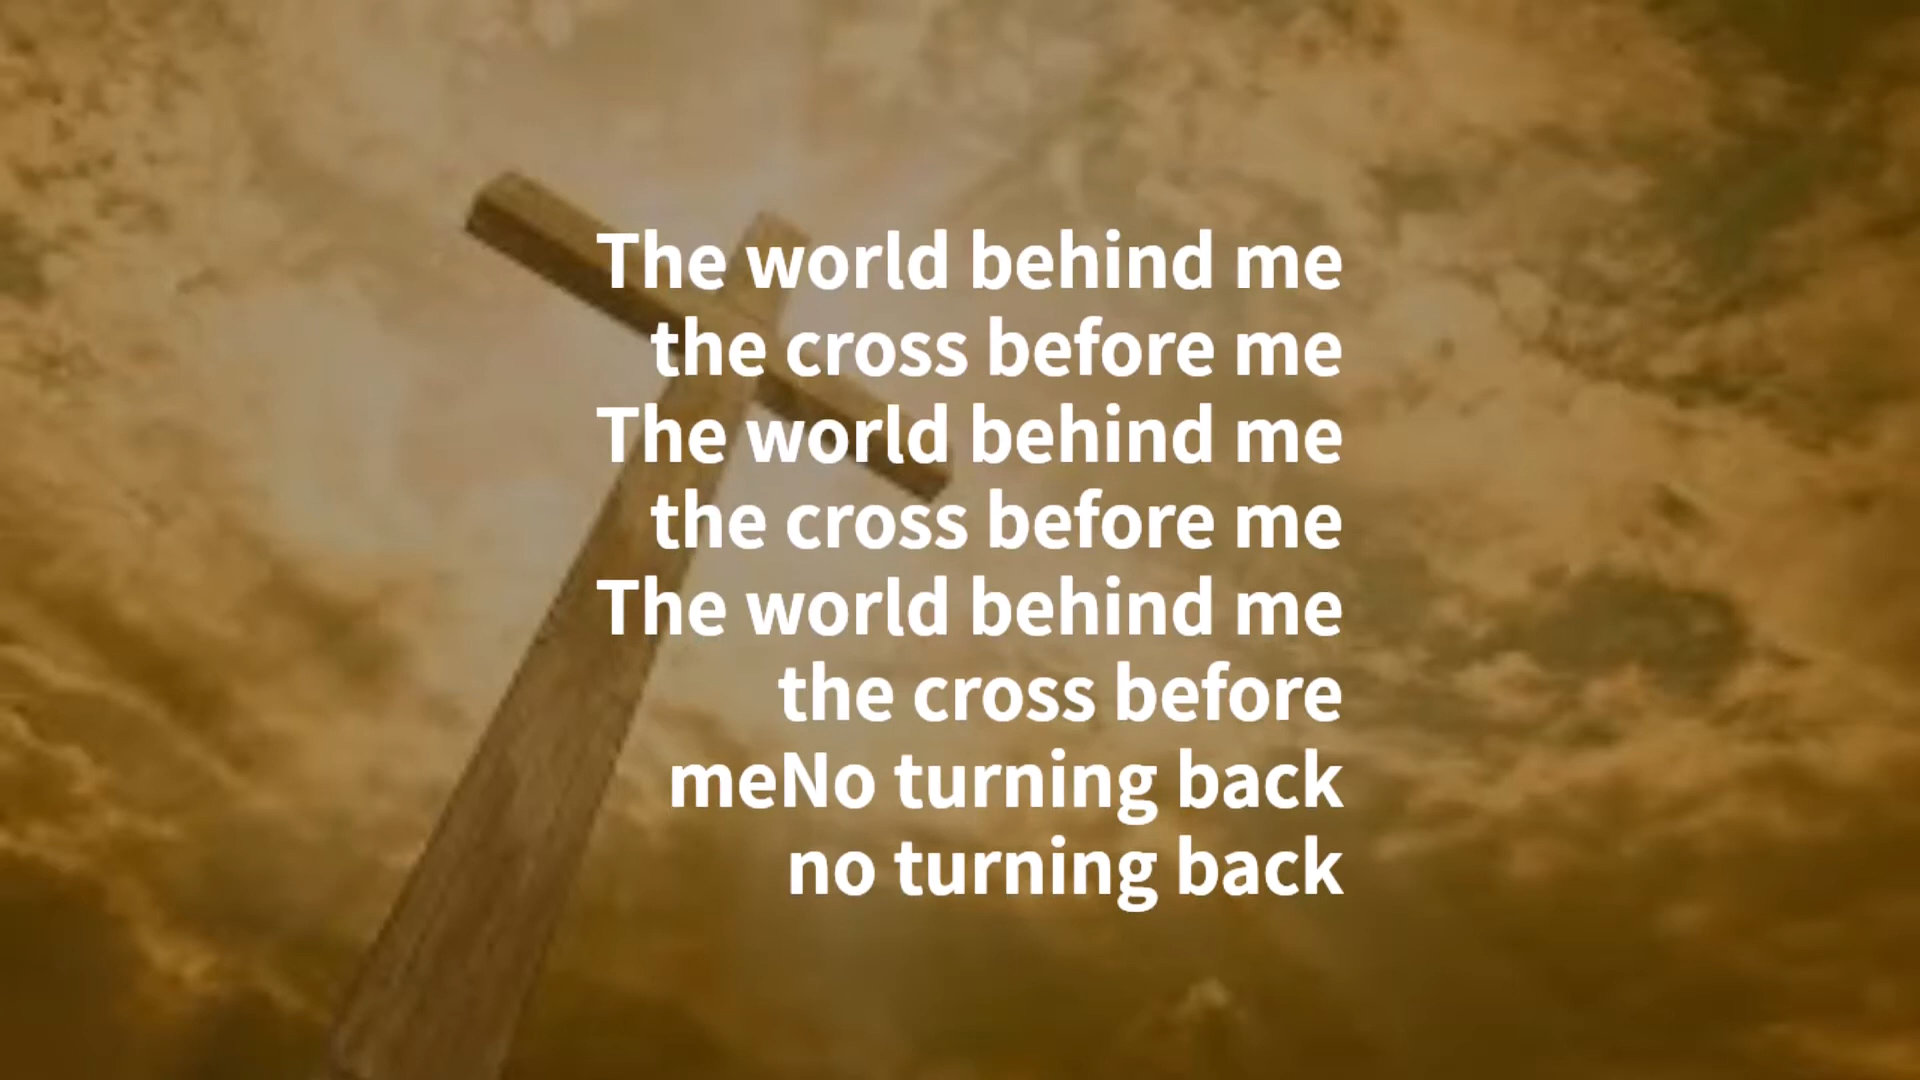 The world behind me
the cross before me
The world behind me
the cross before me
The world behind me
the cross before
meNo turning back
no turning back